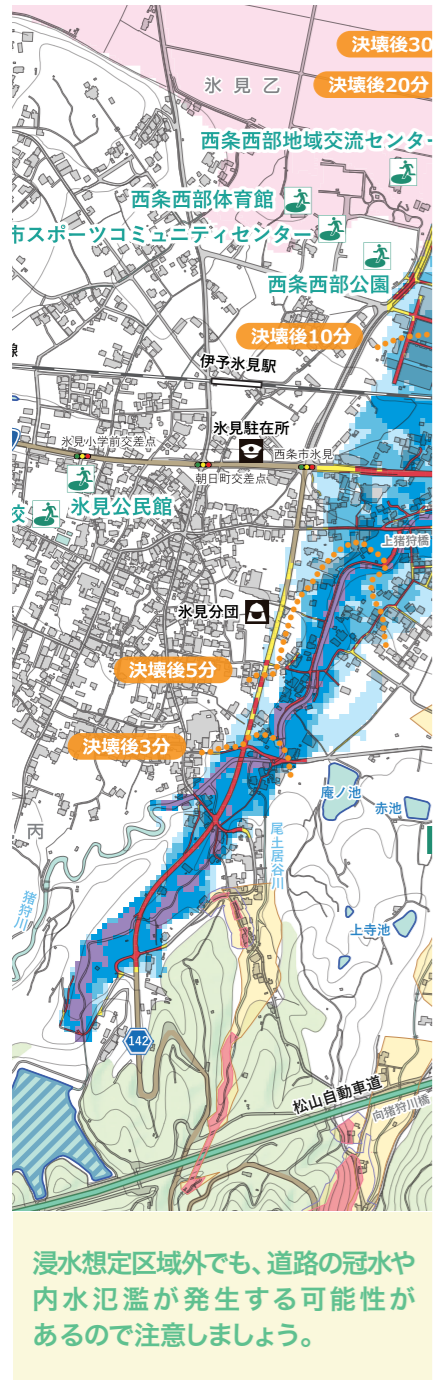 決壊後30
氷見乙
決壊後20分
西条西部地域交流センター
西条西部体育館
市スポーツコミュニティセンター
西条西部公園
決壊後10分
線
伊予氷見駅
氷見駐在所
氷見小学前交差点
西条市氷見
朝日町交差点
校
氷見公民館
上猪狩橋
氷見分団
決壊後5分
決壊後3分
庵ノ池
赤池
丙
尾土居谷川
猪狩川
上寺池
142
松山自動車道
向猪狩川橋
浸水想定区域外でも、道路の冠水や
内水氾濫が発生する可能性が
あるので注意しましょう。